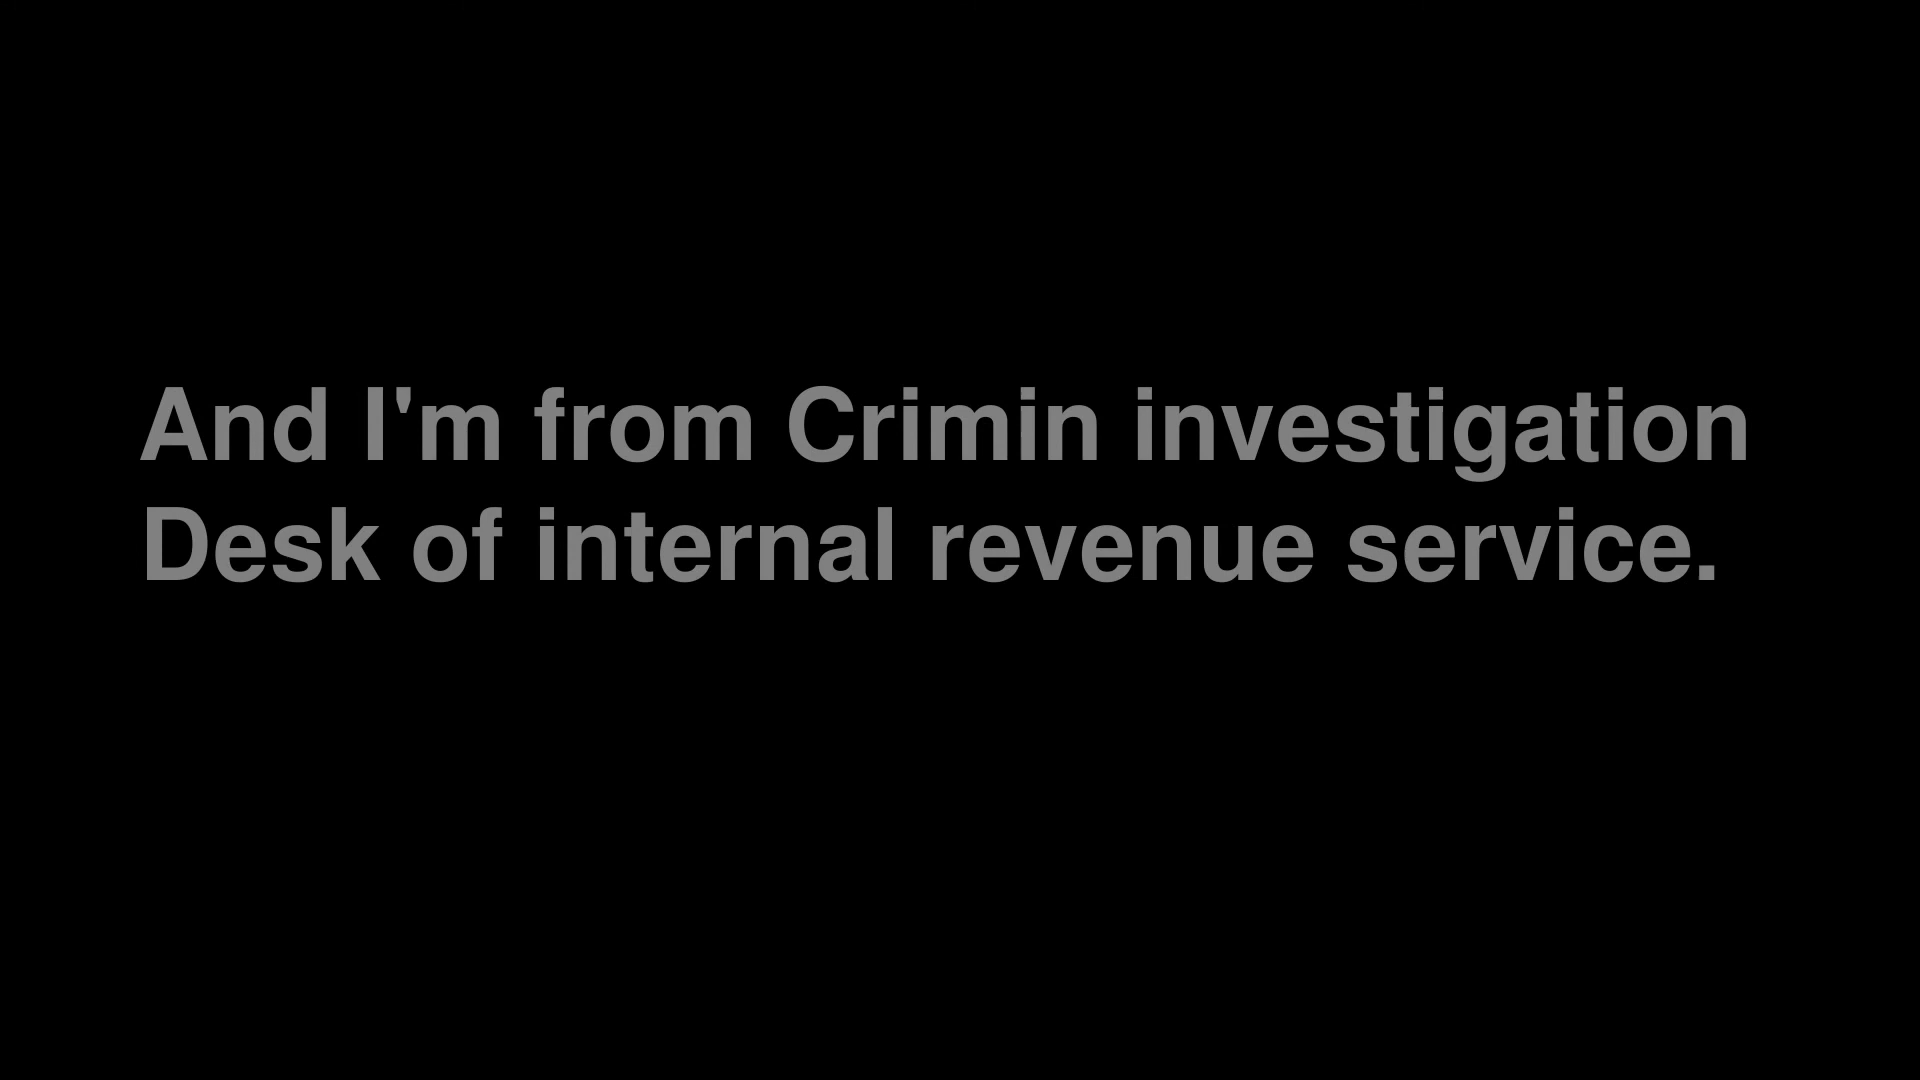 And I'm from Crimin investigation
Desk of internal revenue service.